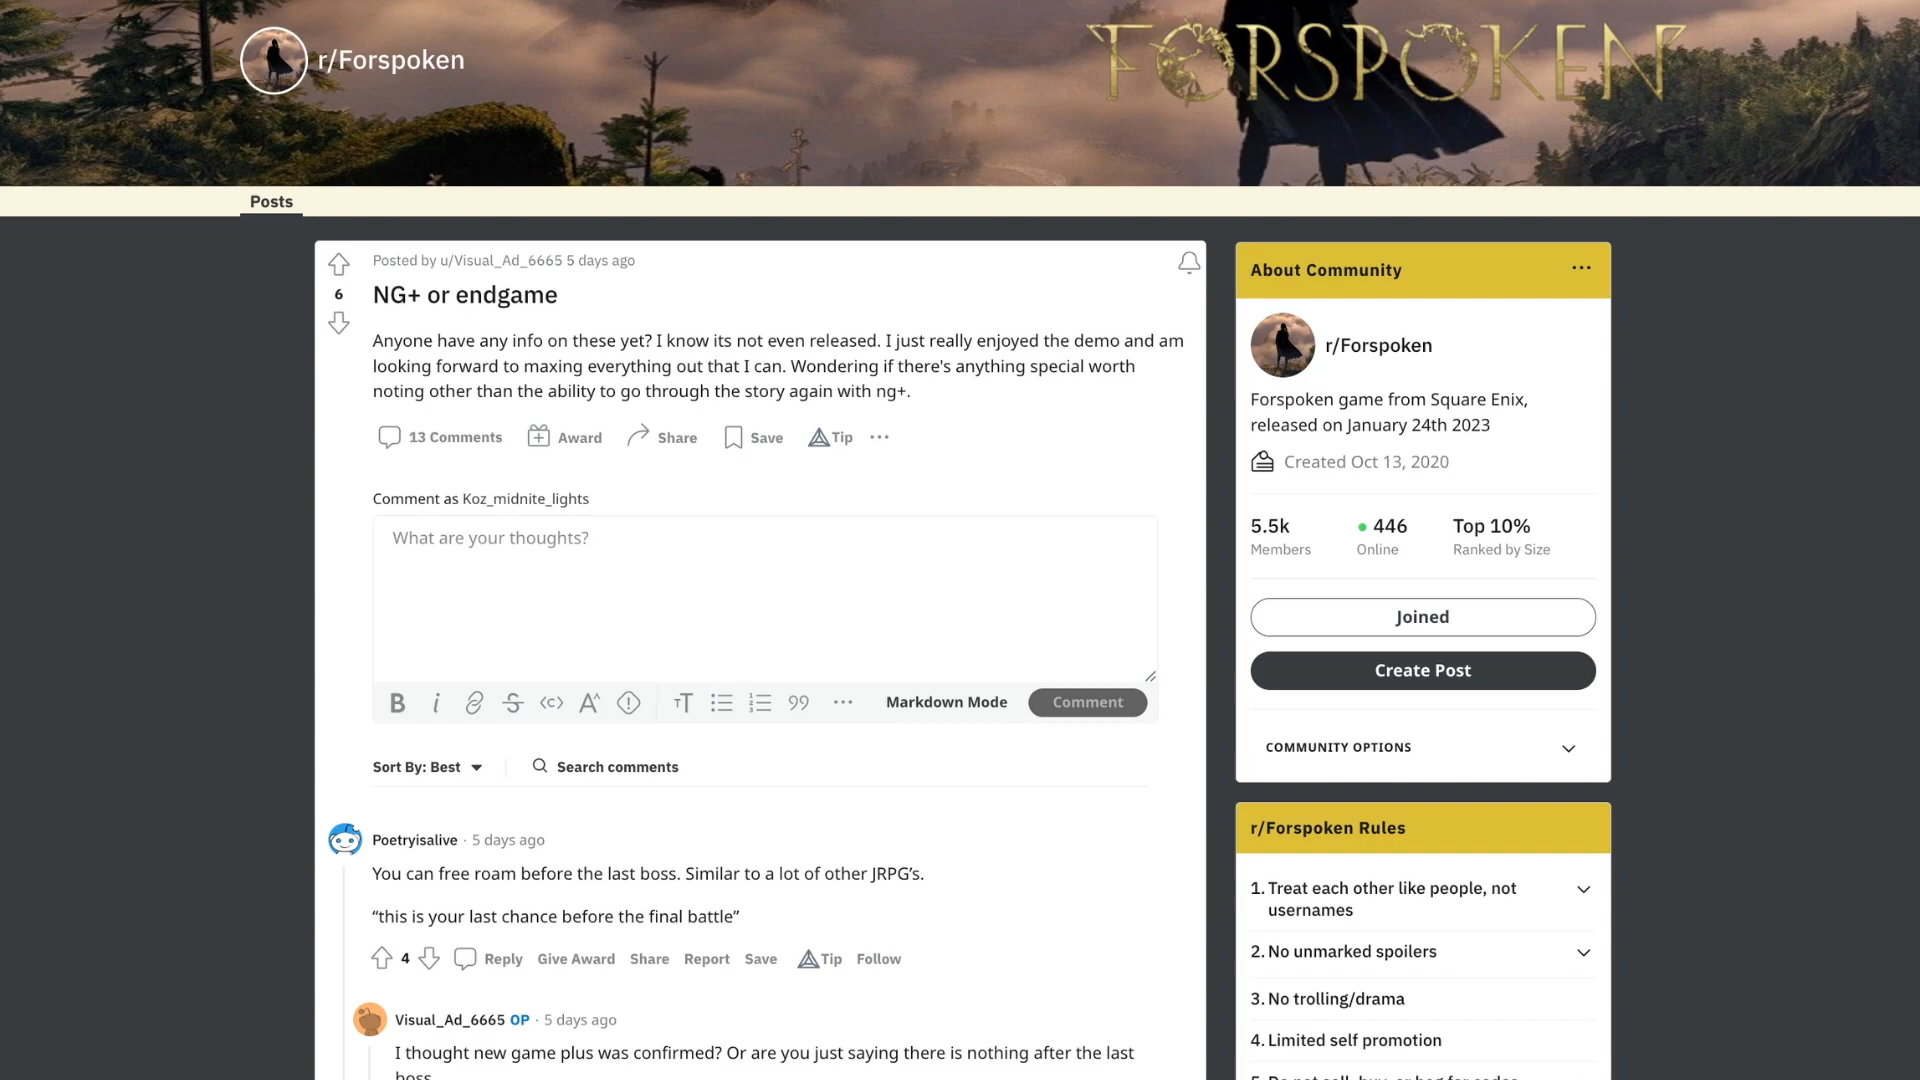 r/Forspoken
FORSPOKEN
Posts
Posted by u/Visual_Ad_6665 5 days ago
6
NG+ or endgame
Anyone have any info on these yet? I know its not even released. I just really enjoyed the demo and am
looking forward to maxing everything out that I can. Wondering if there's anything special worth
noting other than the ability to go through the story again with ng+.
13 Comments Award Share Save Tip
Comment as Koz_midnite_lights
What are your thoughts?
Markdown Mode Comment
Sort By: Best Search comments
Poetryisalive · 5 days ago
You can free roam before the last boss. Similar to a lot of other JRPG’s.
“this is your last chance before the final battle”
4 Reply Give Award Share Report Save Tip Follow
Visual_Ad_6665 OP · 5 days ago
I thought new game plus was confirmed? Or are you just saying there is nothing after the last
boss
About Community
r/Forspoken
Forspoken game from Square Enix,
released on January 24th 2023
Created Oct 13, 2020
5.5k 446 Top 10%
Members Online Ranked by Size
Joined
Create Post
COMMUNITY OPTIONS
r/Forspoken Rules
1. Treat each other like people, not
usernames
2. No unmarked spoilers
3. No trolling/drama
4. Limited self promotion
5. Do not sell, buy, or beg for codes